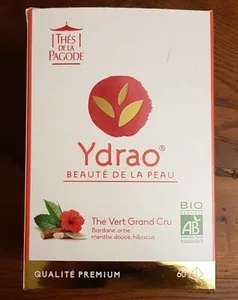 THÉS
DE LA
PAGODE
Ydrao®
BEAUTÉ DE LA PEAU
Thé Vert Grand Cru
Bardane, ortie,
menthe douce, hibiscus
BIO
AB
QUALITÉ PREMIUM
60